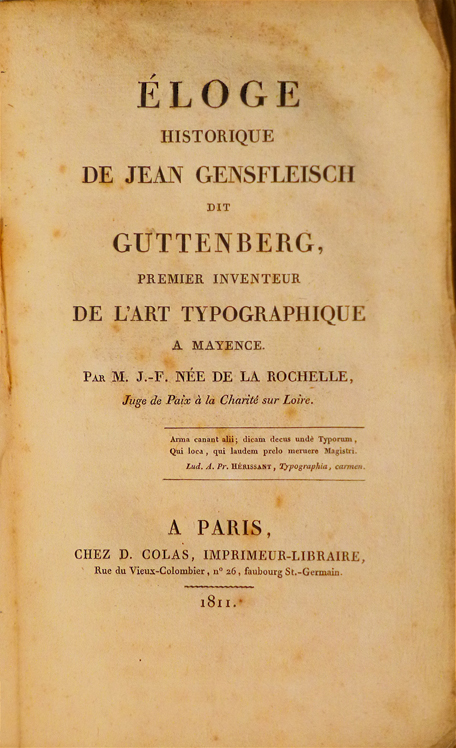 ÉLOGE
HISTORIQUE
DE JEAN GENSFLEISCH
DIT
GUTTENBERG,
PREMIER INVENTEUR
DE L'ART TYPOGRAPHIQUE
A MAYENCE.
PAR M. J.-F. NÉE DE LA ROCHELLE,
Juge de Paix à la Charité sur Loire.
Arma canant alii; dicam decus undè Typorum,
Qui loca, qui laudem prelo meruere Magistri.
Lud. A. Pr. HÉRISSANT, Typographia, carmen.
A PARIS,
CHEZ D. COLAS, IMPRIMEUR-LIBRAIRE,
Rue du Vieux-Colombier, n° 26, faubourg St.-Germain.
1811.